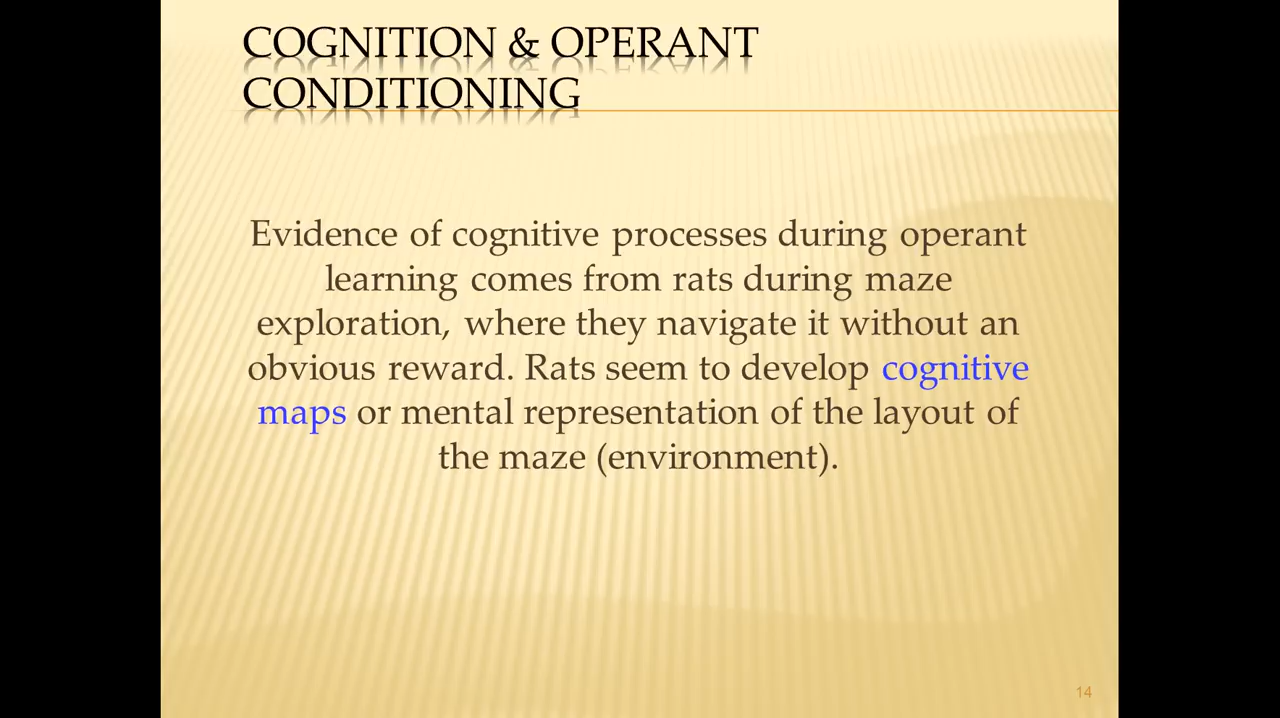 COGNITION & OPERANT
CONDITIONING
Evidence of cognitive processes during operant
learning comes from rats during maze
exploration, where they navigate it without an
obvious reward. Rats seem to develop cognitive
maps or mental representation of the layout of
the maze (environment).
14